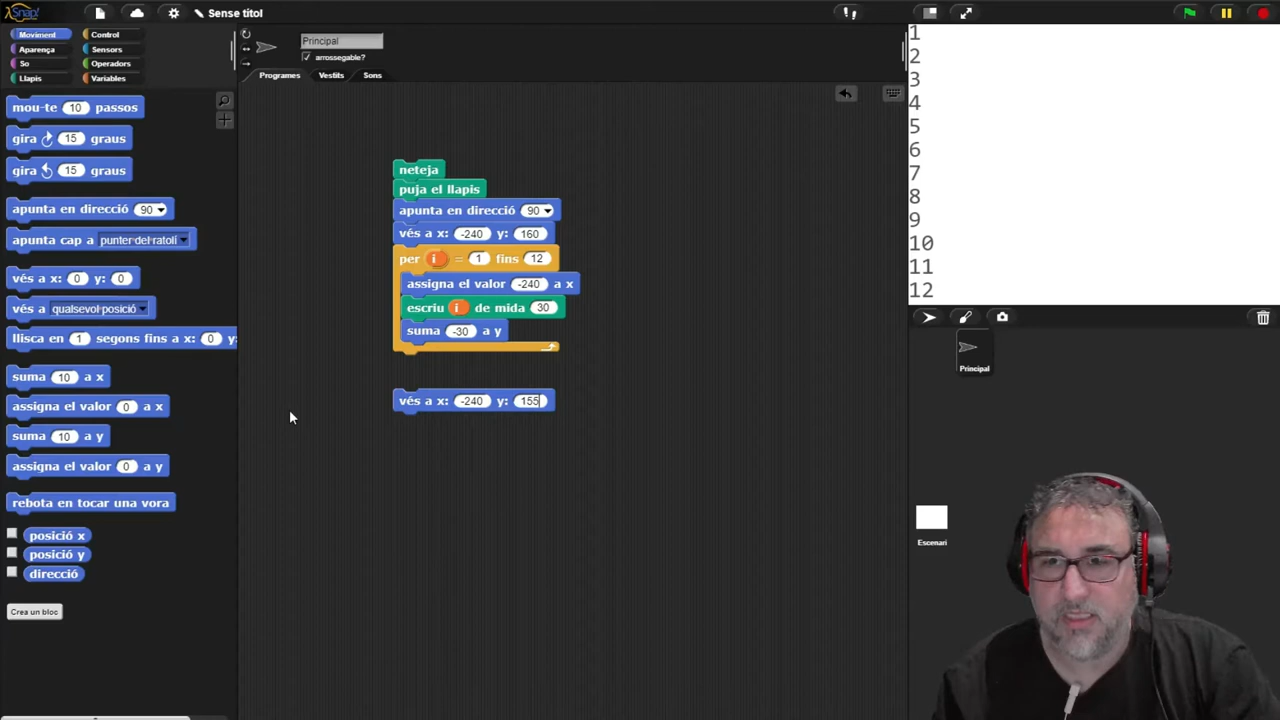 Snap!
Sense títol
Moviment
Control
Aparença
Sensors
So
Operadors
Llapis
Variables
mou-te 10 passos
gira 15 graus
gira 15 graus
apunta en direcció 90
apunta cap a punter del ratolí
vés a x: 0 y: 0
vés a qualsevol posició
llisca en 1 segons fins a x: 0 y:
suma 10 a x
assigna el valor 0 a x
suma 10 a y
assigna el valor 0 a y
rebota en tocar una vora
posició x
posició y
direcció
Crea un bloc
Principal
arrossegable?
Programes
Vestits
Sons
neteja
puja el llapis
apunta en direcció 90
vés a x: -240 y: 160
per i = 1 fins 12
assigna el valor -240 a x
escriu i de mida 30
suma -30 a y
vés a x: -240 y: 155
1
2
3
4
5
6
7
8
9
10
11
12
Principal
Escenari